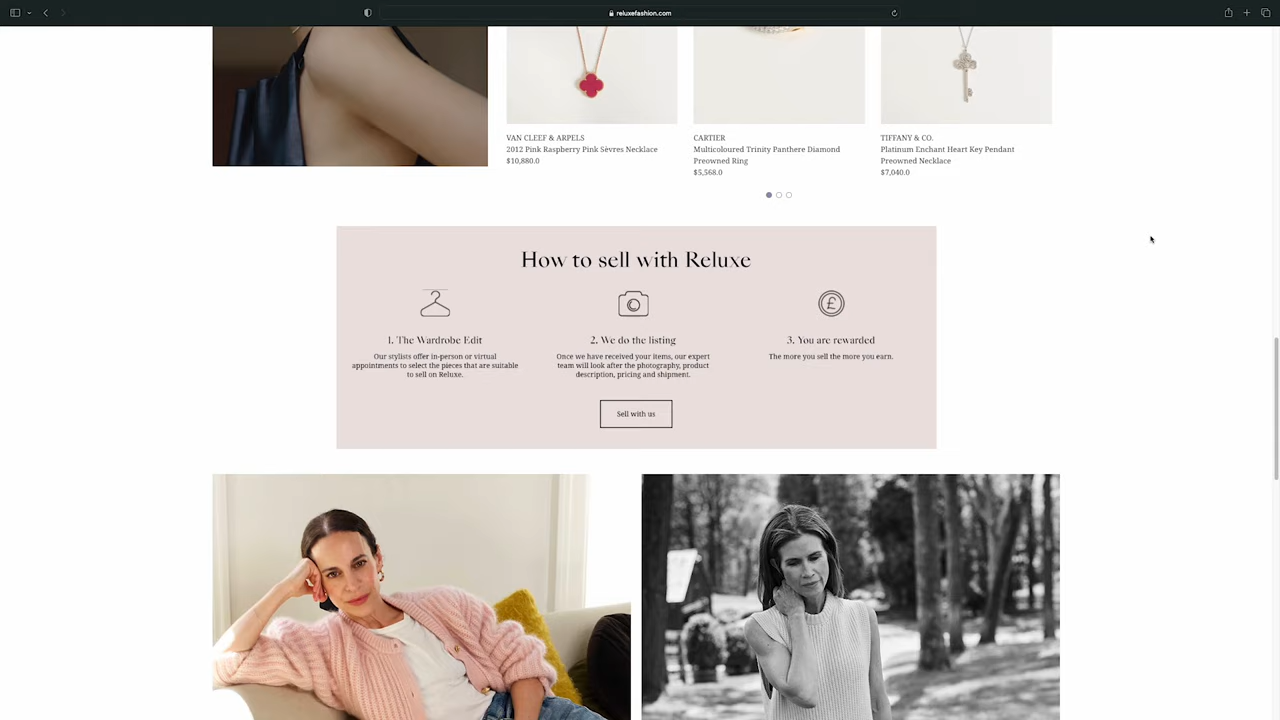 reluxefashion.com
VAN CLEEF & ARPELS
2012 Pink Raspberry Pink Sèvres Necklace
$10,880.0
CARTIER
Multicoloured Trinity Panthere Diamond
Preowned Ring
$5,568.0
TIFFANY & CO.
Platinum Enchant Heart Key Pendant
Preowned Necklace
$7,040.0
How to sell with Reluxe
£
1. The Wardrobe Edit
Our stylists offer in-person or virtual
appointments to select the pieces that are suitable
to sell on Reluxe.
2. We do the listing
Once we have received your items, our expert
team will look after the photography, product
description, pricing and shipment.
3. You are rewarded
The more you sell the more you earn.
Sell with us